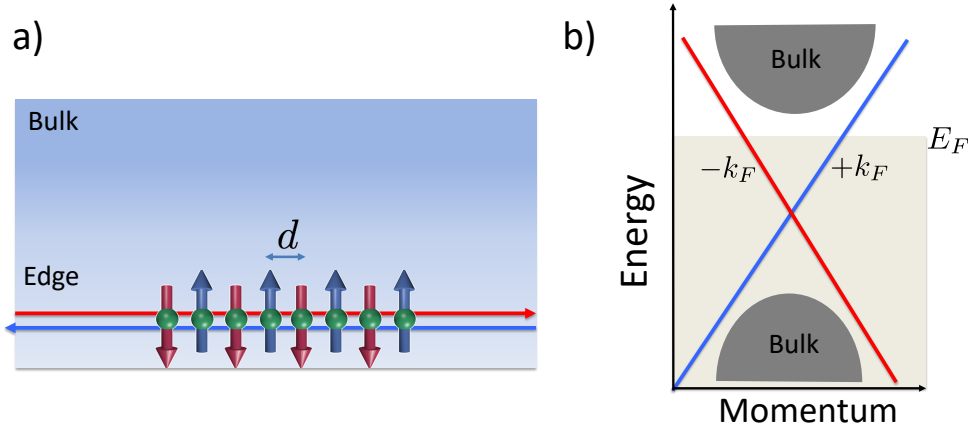 a)
Bulk
d
Edge
b)
Bulk
E_F
-k_F
+k_F
Energy
Bulk
Momentum